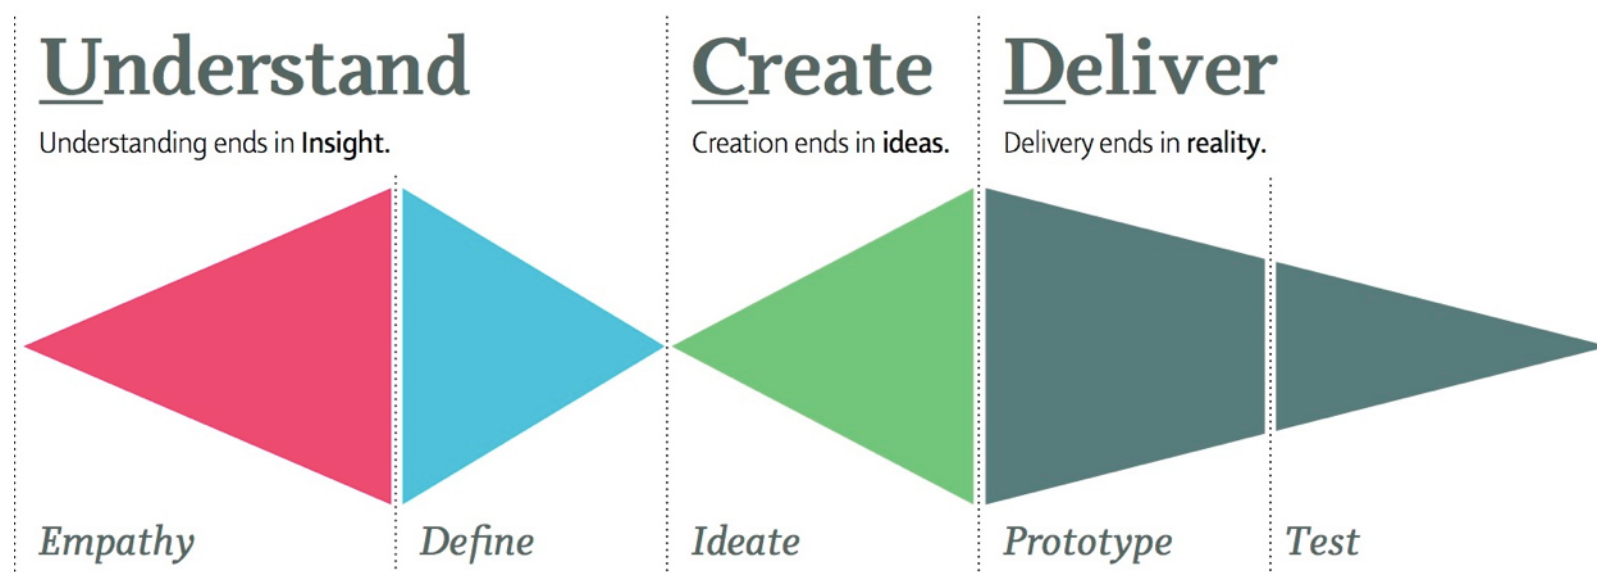 Understand
Create
Deliver
Understanding ends in Insight.
Creation ends in ideas.
Delivery ends in reality.
Empathy
Define
Ideate
Prototype
Test